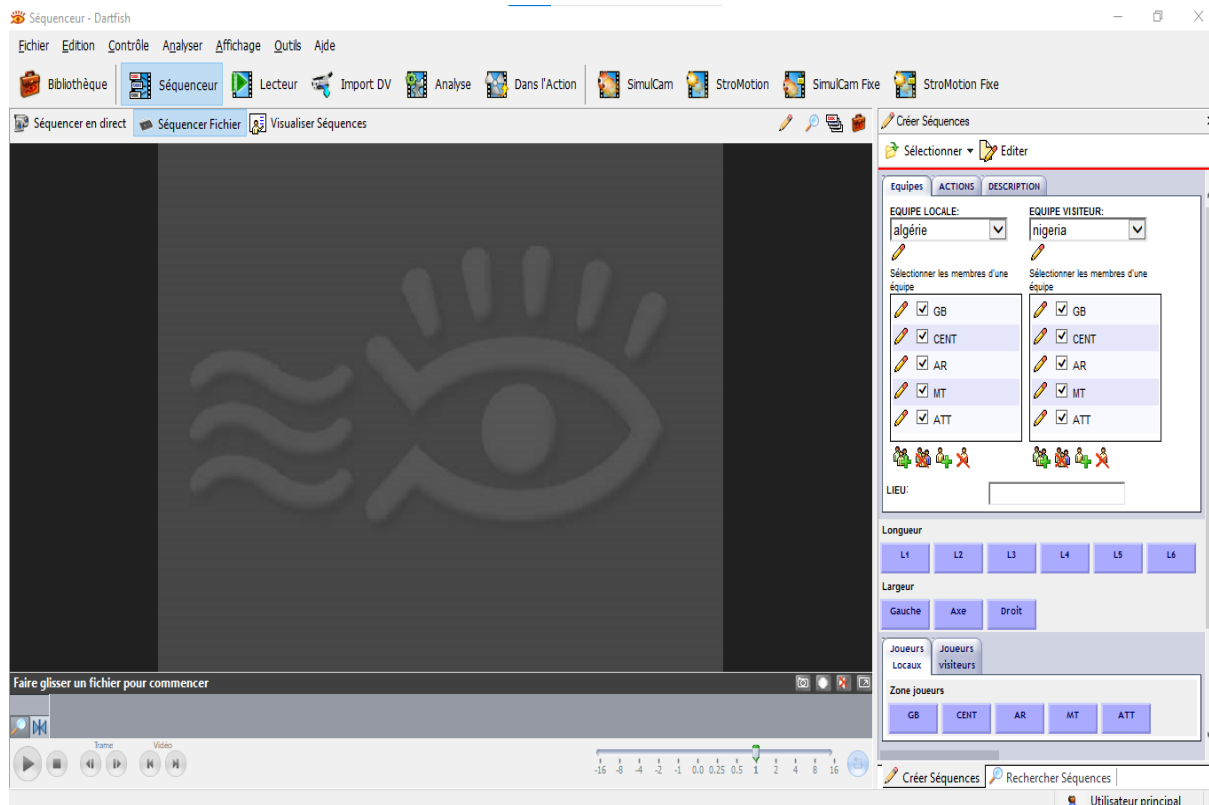 Séquenceur - Dartfish
Fichier Edition Contrôle Analyser Affichage Outils Aide
Bibliothèque Séquenceur Lecteur Import DV Analyse Dans l'Action SimulCam StroMotion SimulCam Fixe StroMotion Fixe
Séquencer en direct Séquencer Fichier Visualiser Séquences
Créer Séquences
Sélectionner Editer
Equipes ACTIONS DESCRIPTION
EQUIPE LOCALE: EQUIPE VISITEUR:
algérie nigeria
Sélectionner les membres d'une équipe Sélectionner les membres d'une équipe
GB GB
CENT CENT
AR AR
MT MT
ATT ATT
LIEU:
Longueur
L1 L2 L3 L4 L5 L6
Largeur
Gauche Axe Droit
Joueurs Locaux Joueurs visiteurs
Zone joueurs
GB CENT AR MT ATT
Faire glisser un fichier pour commencer
Trame Video
-16 -8 -4 -2 -1 0.0 0.25 0.5 1 2 4 8 16
Créer Séquences Rechercher Séquences
Utilisateur principal